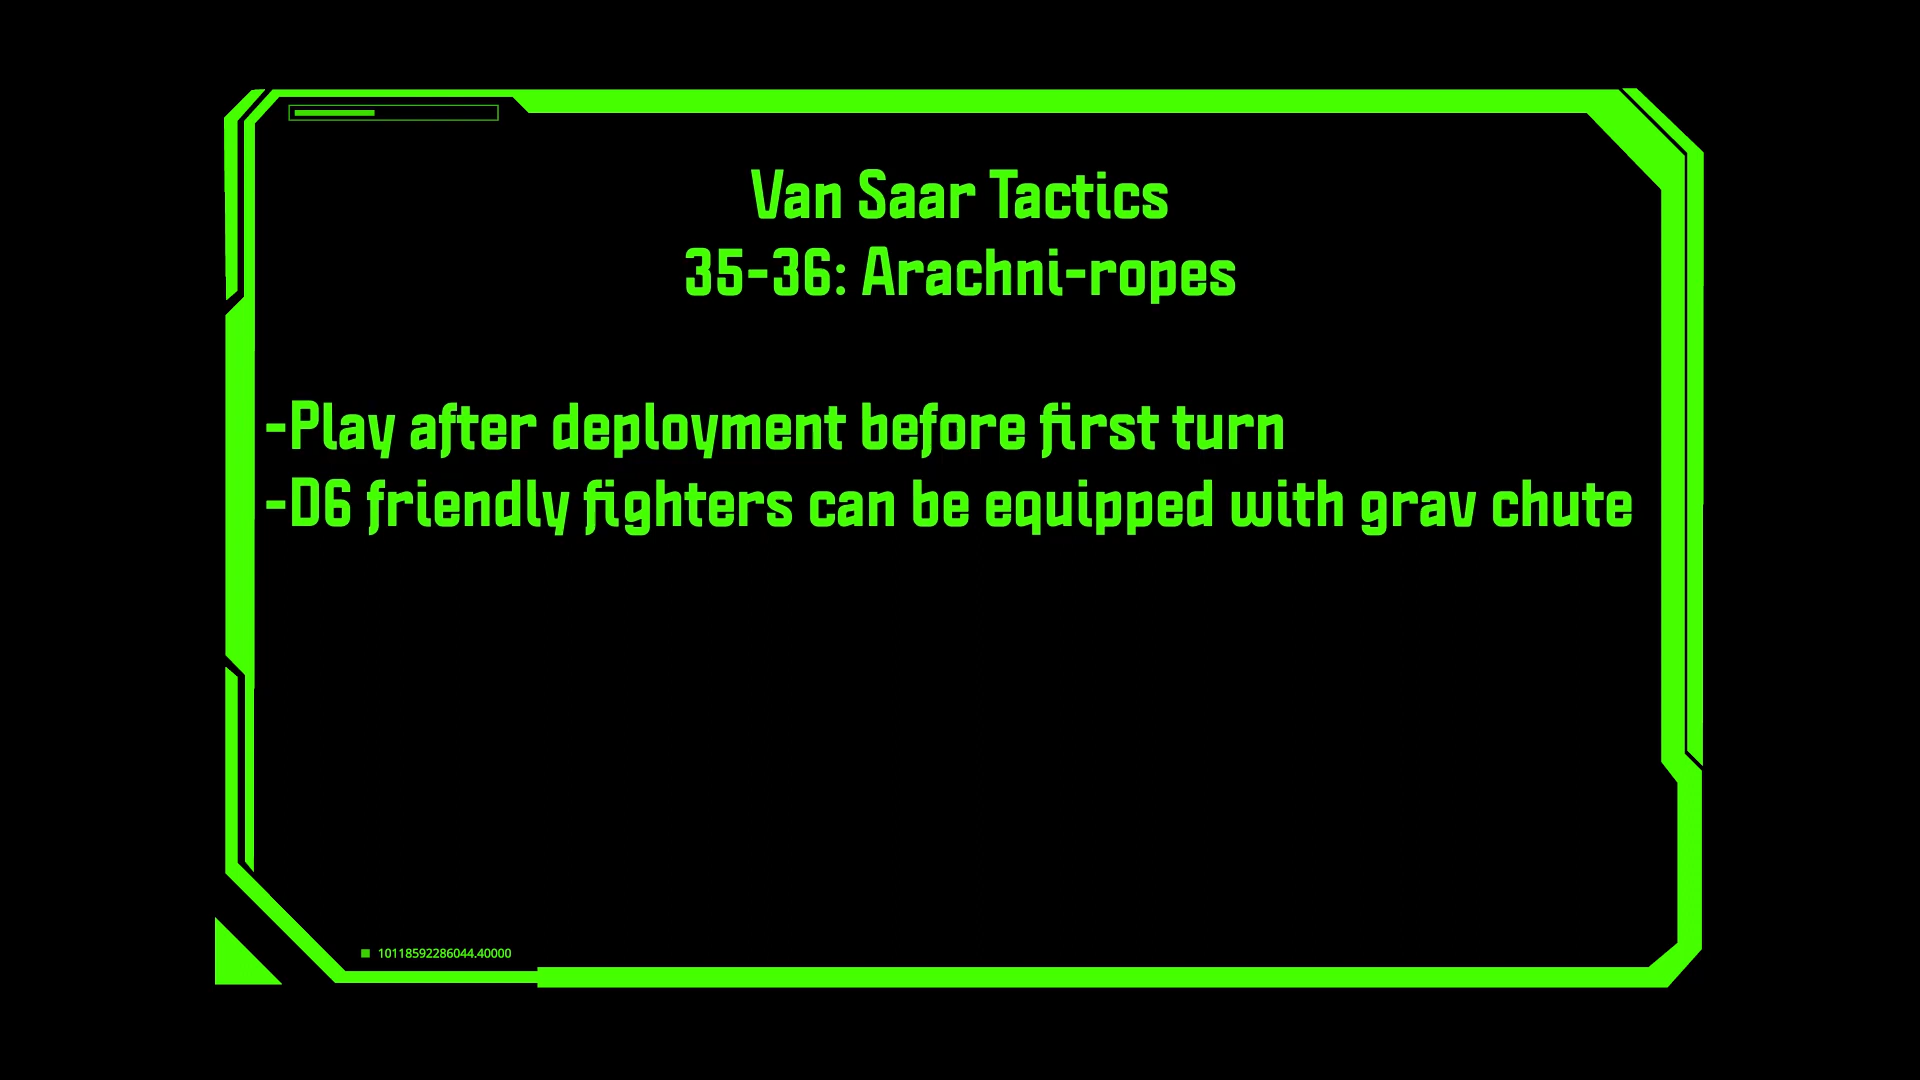 Van Saar Tactics
35-36: Arachni-ropes
-Play after deployment before first turn
-D6 friendly fighters can be equipped with grav chute
10118592286044.40000